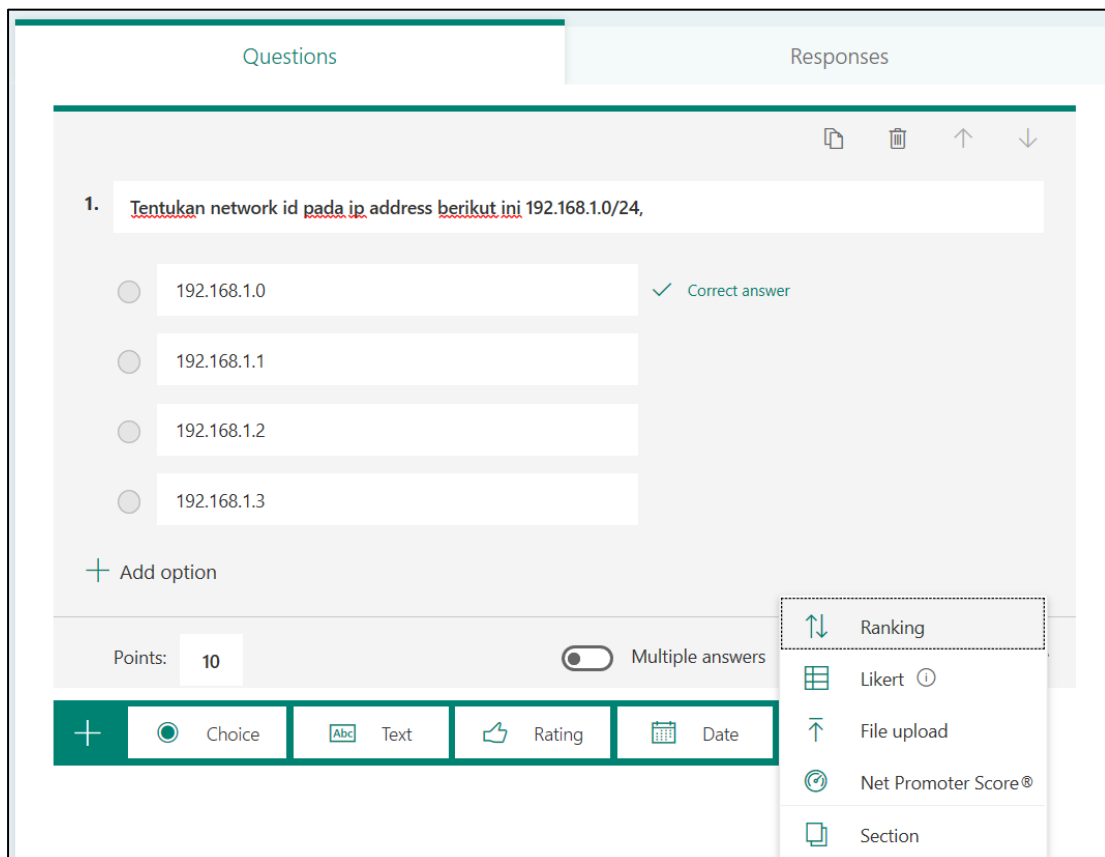 Questions
Responses
1. Tentukan network id pada ip address berikut ini 192.168.1.0/24,
192.168.1.0
Correct answer
192.168.1.1
192.168.1.2
192.168.1.3
Add option
Points: 10
Multiple answers
Choice
Abc Text
Rating
Date
Ranking
Likert
File upload
Net Promoter Score®
Section